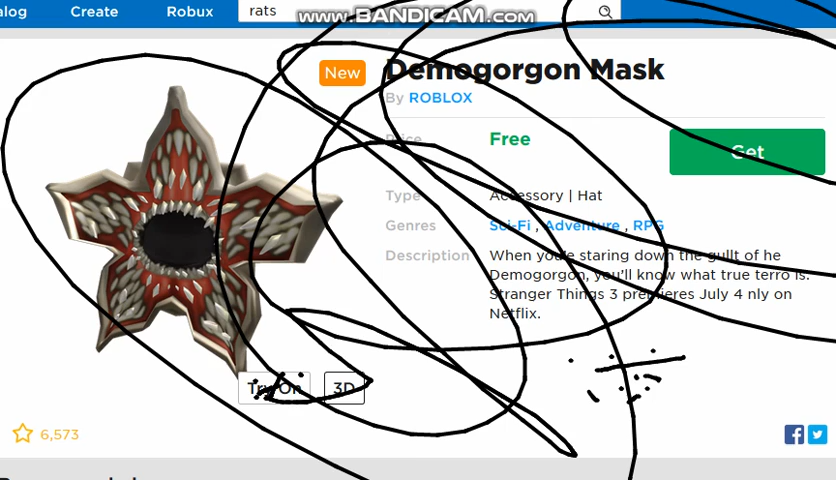 alog Create Robux rats
www.BANDICAM.com
New
Demogorgon Mask
By ROBLOX
Price Free
Get
Type Accessory | Hat
Genres Sci-Fi , Adventure , RPG
Description When you're staring down the gullt of he
Demogorgon, you'll know what true terro is.
Stranger Things 3 premieres July 4 nly on
Netflix.
Try On 3D
6,573